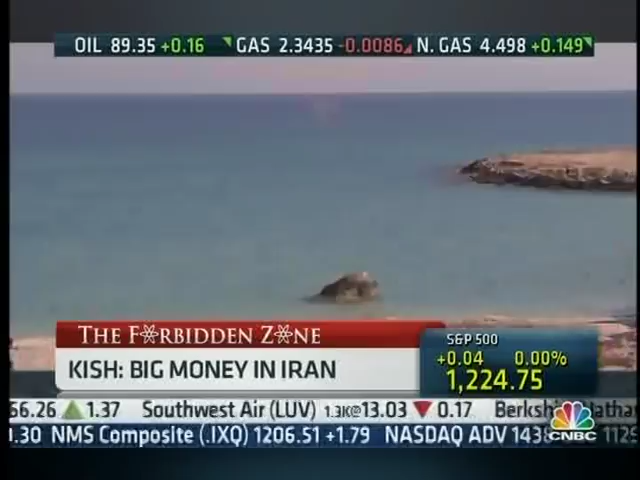 OIL 89.35 +0.16 GAS 2.3435 -0.0086 N. GAS 4.498 +0.149
THE FORBIDDEN ZONE
KISH: BIG MONEY IN IRAN
S&P 500
+0.04 0.00%
1,224.75
66.26 1.37 Southwest Air (LUV) 1.3K@13.03 0.17 Berkshire
.30 NMS Composite (.IXQ) 1206.51 +1.79 NASDAQ ADV 1438
CNBC